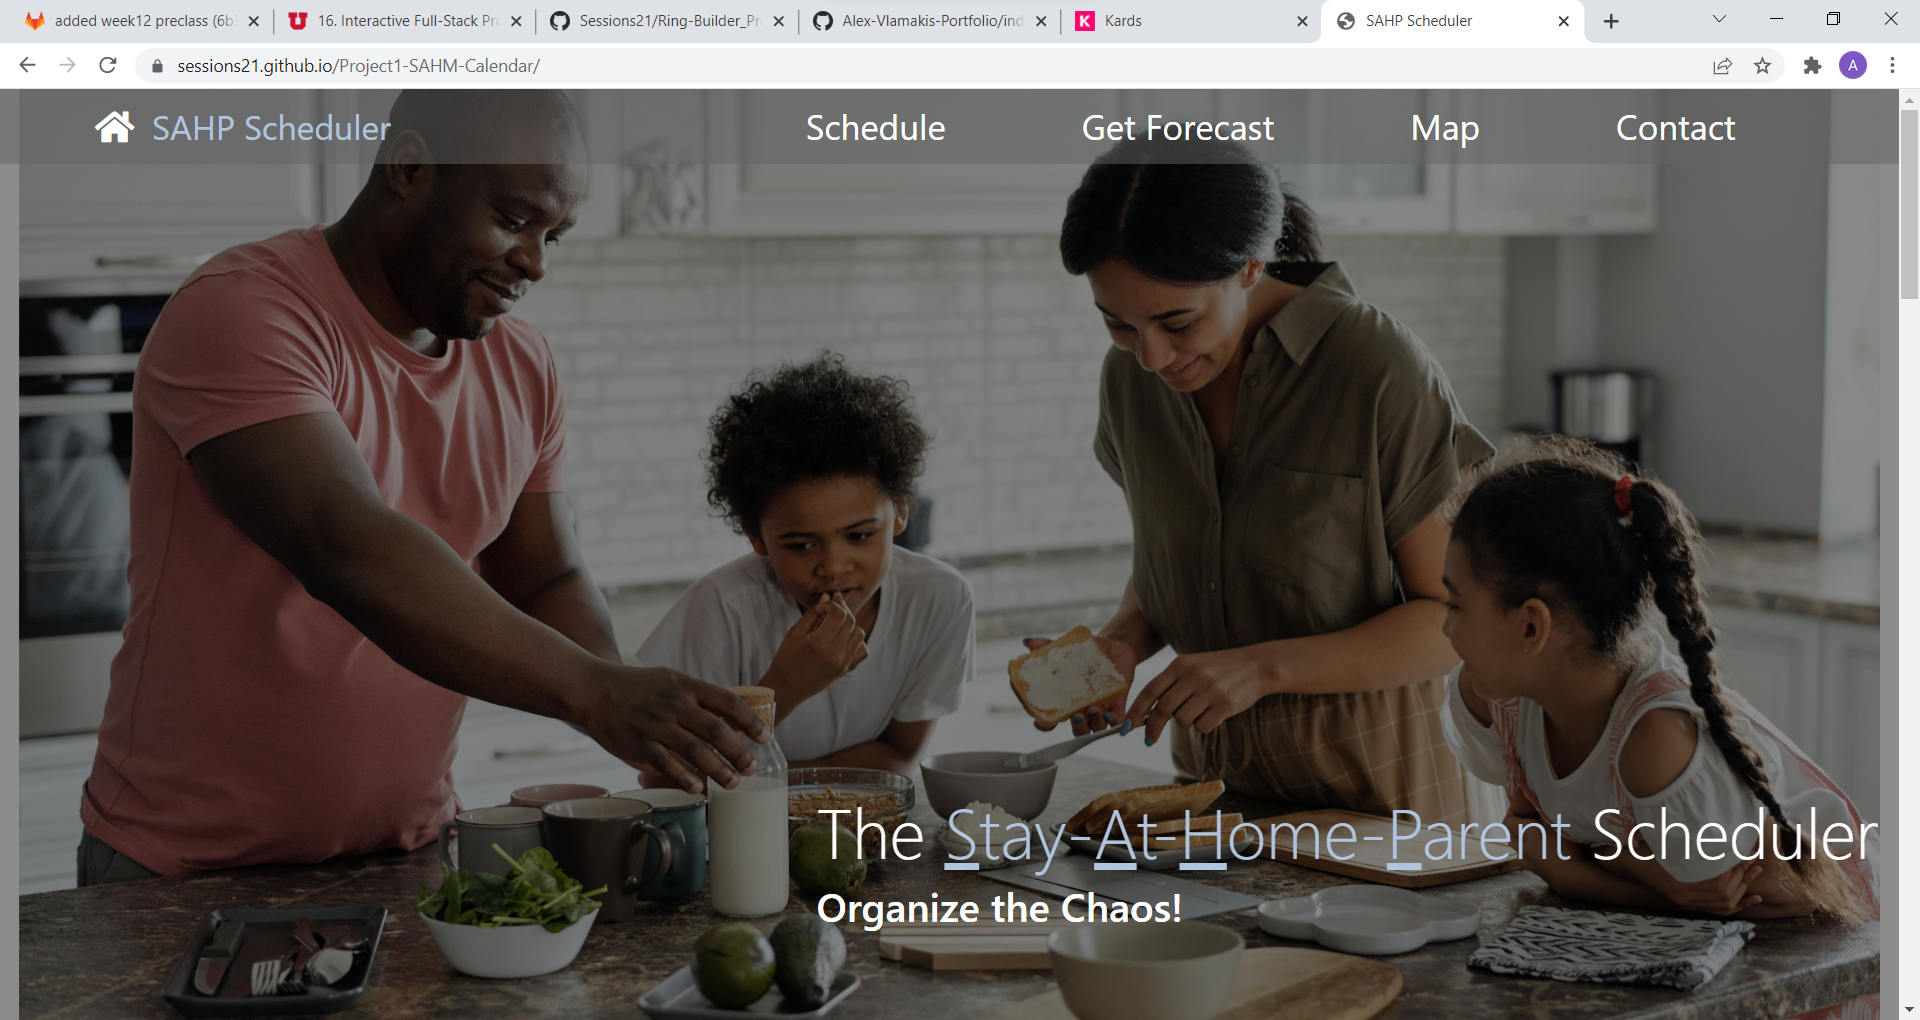 added week12 preclass (6b
16. Interactive Full-Stack Pr
Sessions21/Ring-Builder_Pr
Alex-Vlamakis-Portfolio/ind
Kards
SAHP Scheduler
sessions21.github.io/Project1-SAHM-Calendar/
A
SAHP Scheduler
Schedule
Get Forecast
Map
Contact
The Stay-At-Home-Parent Scheduler
Organize the Chaos!